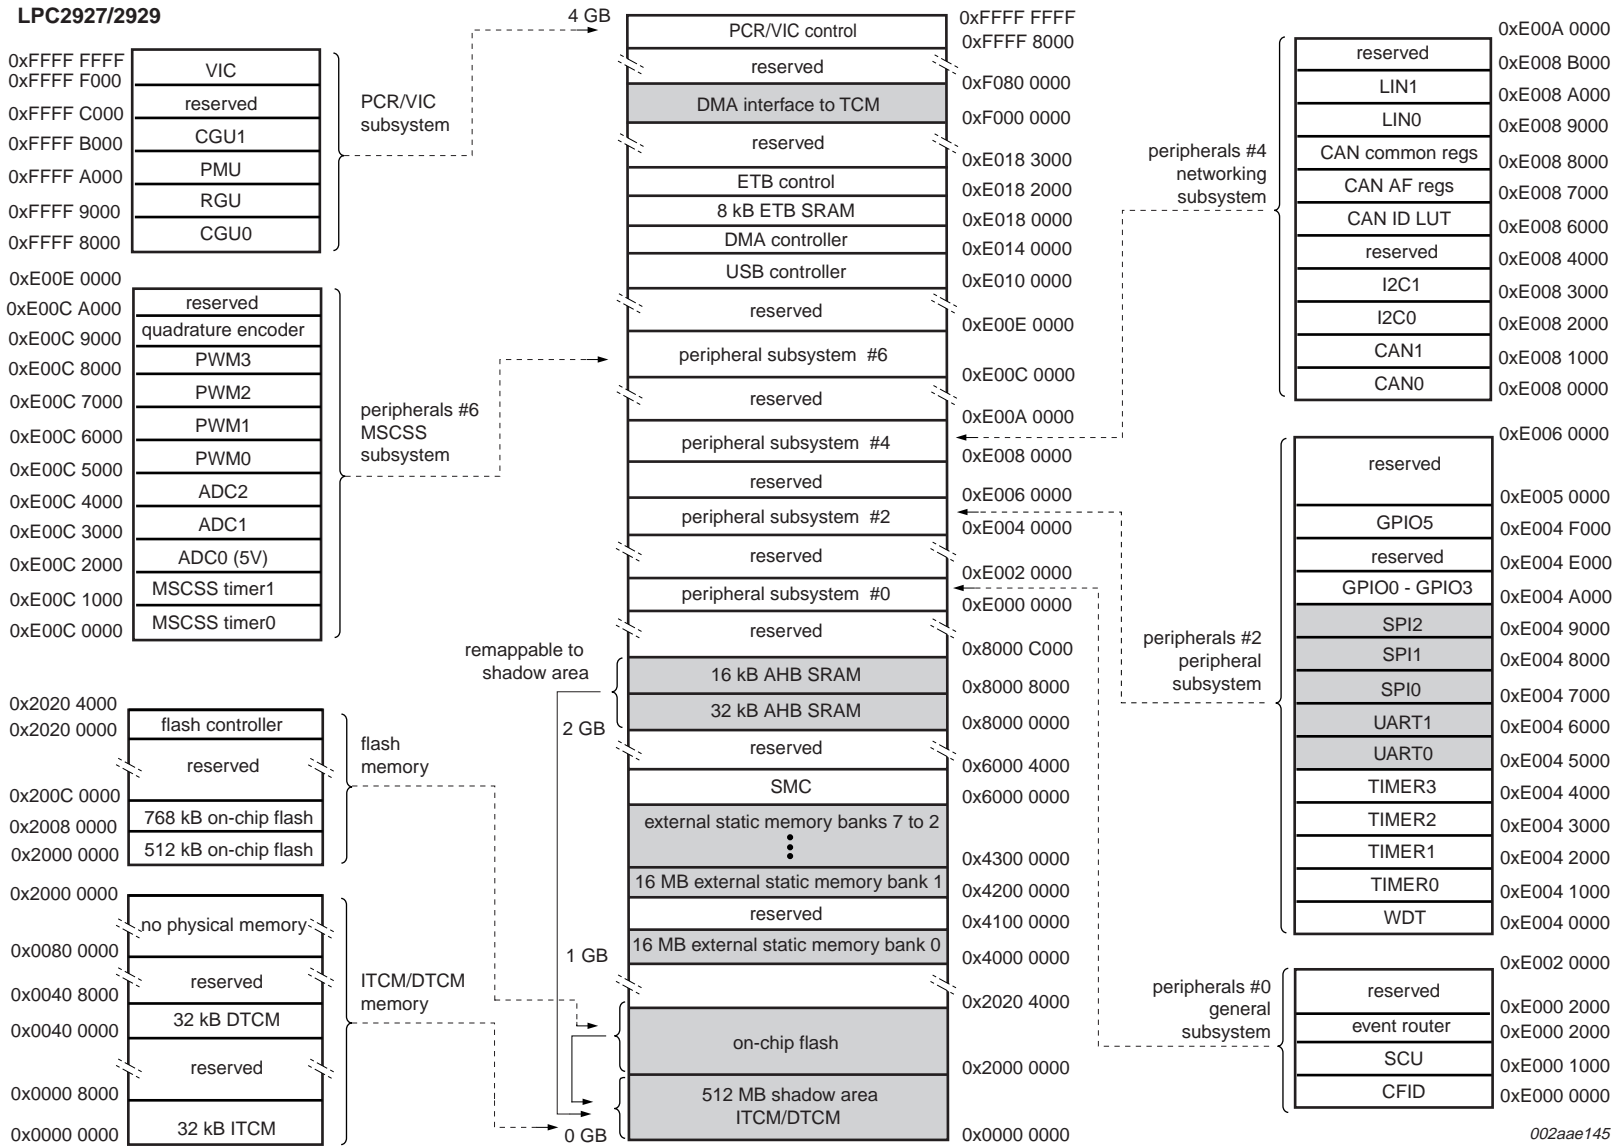 LPC2927/2929
0xFFFF FFFF
0xFFFF F000
0xFFFF C000
0xFFFF B000
0xFFFF A000
0xFFFF 9000
0xFFFF 8000
VIC
reserved
CGU1
PMU
RGU
CGU0
PCR/VIC
subsystem
0xE00E 0000
0xE00C A000
0xE00C 9000
0xE00C 8000
0xE00C 7000
0xE00C 6000
0xE00C 5000
0xE00C 4000
0xE00C 3000
0xE00C 2000
0xE00C 1000
0xE00C 0000
reserved
quadrature encoder
PWM3
PWM2
PWM1
PWM0
ADC2
ADC1
ADC0 (5V)
MSCSS timer1
MSCSS timer0
peripherals #6
MSCSS
subsystem
0x2020 4000
0x2020 0000
0x200C 0000
0x2008 0000
0x2000 0000
flash controller
reserved
768 kB on-chip flash
512 kB on-chip flash
flash
memory
0x2000 0000
0x0080 0000
0x0040 8000
0x0040 0000
0x0000 8000
0x0000 0000
no physical memory
reserved
32 kB DTCM
reserved
32 kB ITCM
ITCM/DTCM
memory
4 GB
remappable to
shadow area
2 GB
1 GB
0 GB
PCR/VIC control
reserved
DMA interface to TCM
reserved
ETB control
8 kB ETB SRAM
DMA controller
USB controller
reserved
peripheral subsystem #6
reserved
peripheral subsystem #4
reserved
peripheral subsystem #2
reserved
peripheral subsystem #0
reserved
16 kB AHB SRAM
32 kB AHB SRAM
reserved
SMC
external static memory banks 7 to 2
16 MB external static memory bank 1
reserved
16 MB external static memory bank 0
on-chip flash
512 MB shadow area
ITCM/DTCM
0xFFFF FFFF
0xFFFF 8000
0xF080 0000
0xF000 0000
0xE018 3000
0xE018 2000
0xE018 0000
0xE014 0000
0xE010 0000
0xE00E 0000
0xE00C 0000
0xE00A 0000
0xE008 0000
0xE006 0000
0xE004 0000
0xE002 0000
0xE000 0000
0x8000 C000
0x8000 8000
0x8000 0000
0x6000 4000
0x6000 0000
0x4300 0000
0x4200 0000
0x4100 0000
0x4000 0000
0x2020 4000
0x2000 0000
0x0000 0000
peripherals #4
networking
subsystem
reserved
LIN1
LIN0
CAN common regs
CAN AF regs
CAN ID LUT
reserved
I2C1
I2C0
CAN1
CAN0
0xE00A 0000
0xE008 B000
0xE008 A000
0xE008 9000
0xE008 8000
0xE008 7000
0xE008 6000
0xE008 4000
0xE008 3000
0xE008 2000
0xE008 1000
0xE008 0000
peripherals #2
peripheral
subsystem
reserved
GPIO5
reserved
GPIO0 - GPIO3
SPI2
SPI1
SPI0
UART1
UART0
TIMER3
TIMER2
TIMER1
TIMER0
WDT
0xE006 0000
0xE005 0000
0xE004 F000
0xE004 E000
0xE004 A000
0xE004 9000
0xE004 8000
0xE004 7000
0xE004 6000
0xE004 5000
0xE004 4000
0xE004 3000
0xE004 2000
0xE004 1000
0xE004 0000
peripherals #0
general
subsystem
reserved
event router
SCU
CFID
0xE002 0000
0xE000 2000
0xE000 2000
0xE000 1000
0xE000 0000
002aae145